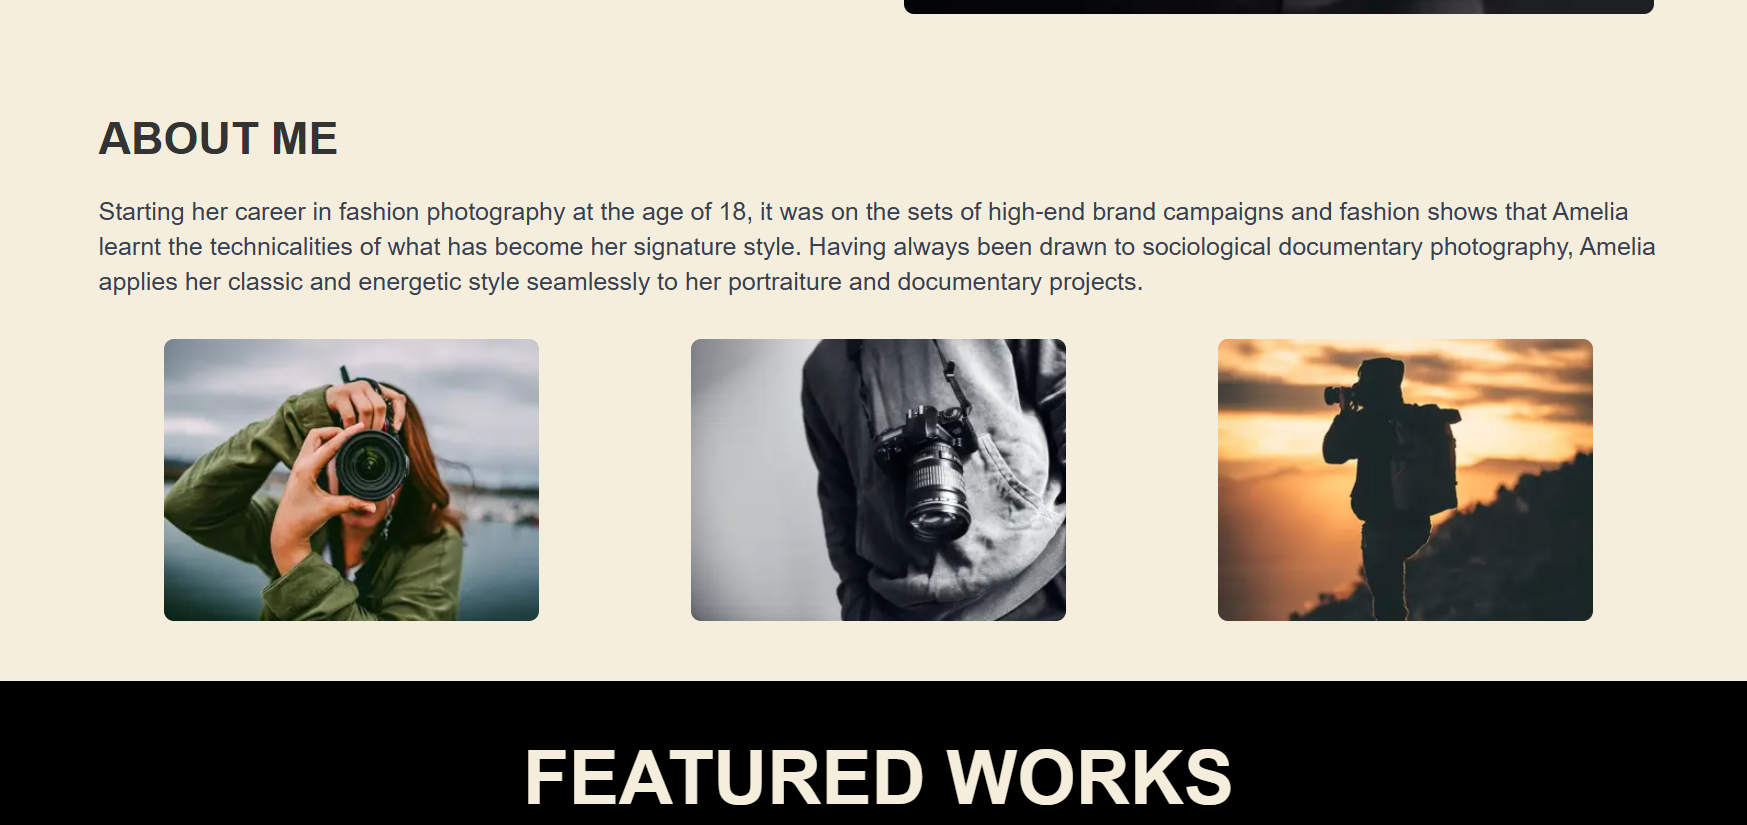 ABOUT ME
Starting her career in fashion photography at the age of 18, it was on the sets of high-end brand campaigns and fashion shows that Amelia
learnt the technicalities of what has become her signature style. Having always been drawn to sociological documentary photography, Amelia
applies her classic and energetic style seamlessly to her portraiture and documentary projects.
FEATURED WORKS